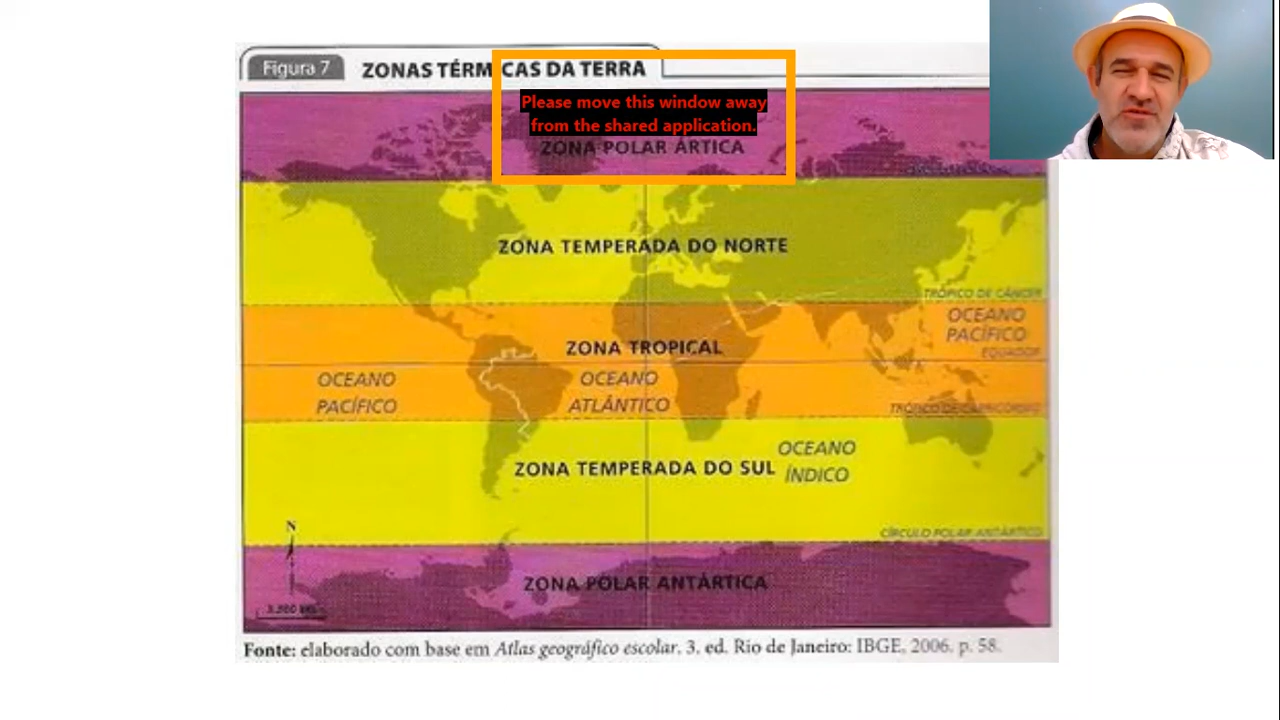 Figura 7
ZONAS TÉRMICAS DA TERRA
Please move this window away
from the shared application.
ZONA POLAR ÁRTICA
ZONA TEMPERADA DO NORTE
TRÓPICO DE CÂNCER
OCEANO
PACÍFICO
EQUADOR
ZONA TROPICAL
OCEANO
PACÍFICO
OCEANO
ATLÂNTICO
TRÓPICO DE CAPRICÓRNIO
OCEANO
ÍNDICO
ZONA TEMPERADA DO SUL
N
CÍRCULO POLAR ANTÁRTICO
ZONA POLAR ANTÁRTICA
Fonte: elaborado com base em Atlas geográfico escolar. 3. ed. Rio de Janeiro: IBGE, 2006. p. 58.